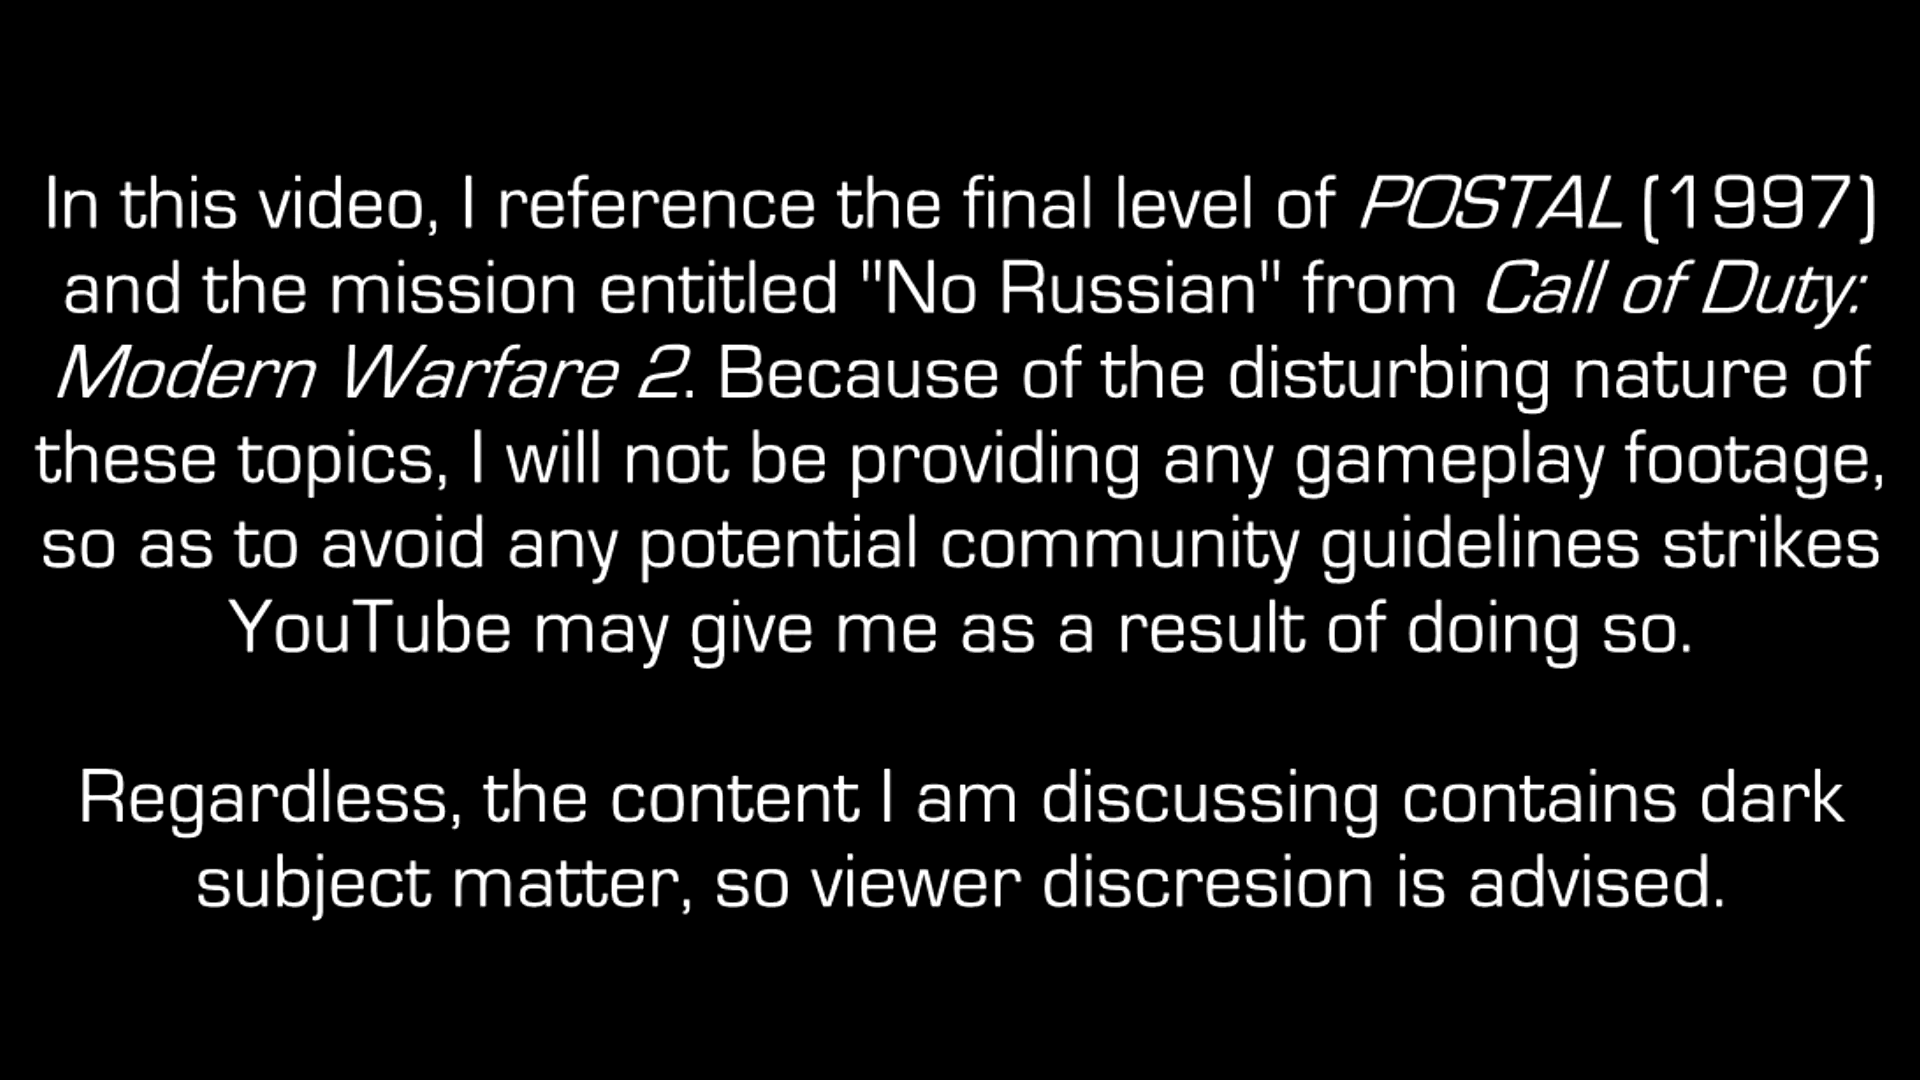 In this video, I reference the final level of POSTAL (1997)
and the mission entitled "No Russian" from Call of Duty:
Modern Warfare 2. Because of the disturbing nature of
these topics, I will not be providing any gameplay footage,
so as to avoid any potential community guidelines strikes
YouTube may give me as a result of doing so.
Regardless, the content I am discussing contains dark
subject matter, so viewer discresion is advised.